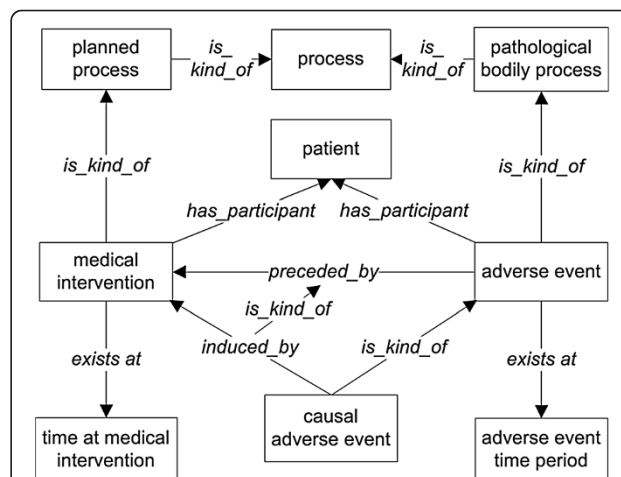 planned
process
is_
kind_of
process
is_
kind_of
pathological
bodily process
is_kind_of
patient
is_kind_of
has_participant
has_participant
medical
intervention
preceded_by
adverse event
is_kind_of
exists at
induced_by
is_kind_of
exists at
time at medical
intervention
causal
adverse event
adverse event
time period